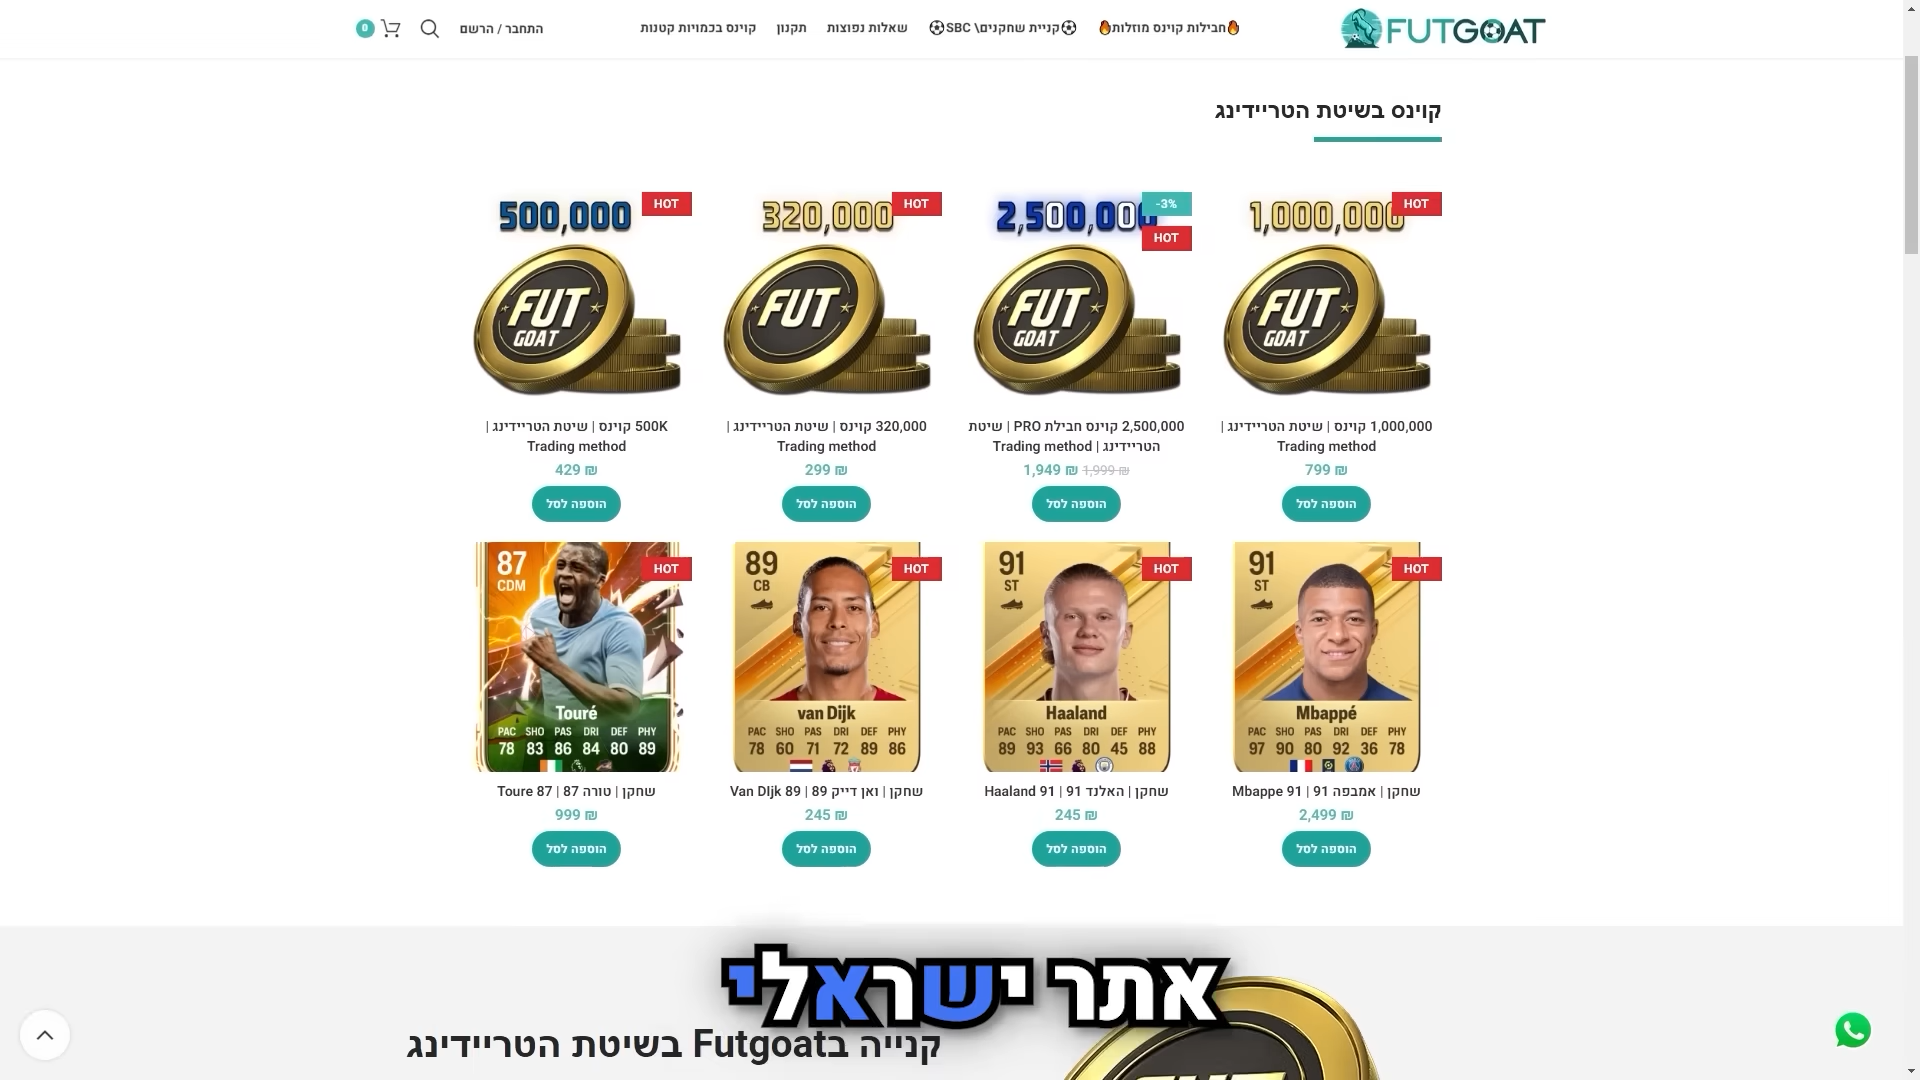 FUTGOAT
🔥חבילות קוינס מוזלות🔥
⚽קניית שחקנים\ SBC⚽
שאלות נפוצות
תקנון
קוינס בכמויות קטנות
התחבר / הרשם
0
קוינס בשיטת הטריידינג
1,000,000
HOT
FUT
GOAT
1,000,000 קוינס | שיטת הטריידינג |
Trading method
799 ₪
הוספה לסל
2,500,000
-3%
HOT
FUT
GOAT
2,500,000 קוינס חבילת PRO | שיטת
הטריידינג | Trading method
1,949 ₪ 1,999 ₪
הוספה לסל
320,000
HOT
FUT
GOAT
320,000 קוינס | שיטת הטריידינג |
Trading method
299 ₪
הוספה לסל
500,000
HOT
FUT
GOAT
500K קוינס | שיטת הטריידינג |
Trading method
429 ₪
הוספה לסל
91
ST
HOT
Mbappé
PAC SHO PAS DRI DEF PHY
97 90 80 92 36 78
שחקן | אמבפה 91 | Mbappe 91
2,499 ₪
הוספה לסל
91
ST
HOT
Haaland
PAC SHO PAS DRI DEF PHY
89 93 66 80 45 88
שחקן | האלנד 91 | Haaland 91
245 ₪
הוספה לסל
89
CB
HOT
van Dijk
PAC SHO PAS DRI DEF PHY
78 60 71 72 89 86
שחקן | ואן דייק 89 | Van DIjk 89
245 ₪
הוספה לסל
87
CDM
HOT
Touré
PAC SHO PAS DRI DEF PHY
78 83 86 84 80 89
שחקן | טורה 87 | Toure 87
999 ₪
הוספה לסל
אתר ישראלי
קנייה בFutgoat בשיטת הטריידינג